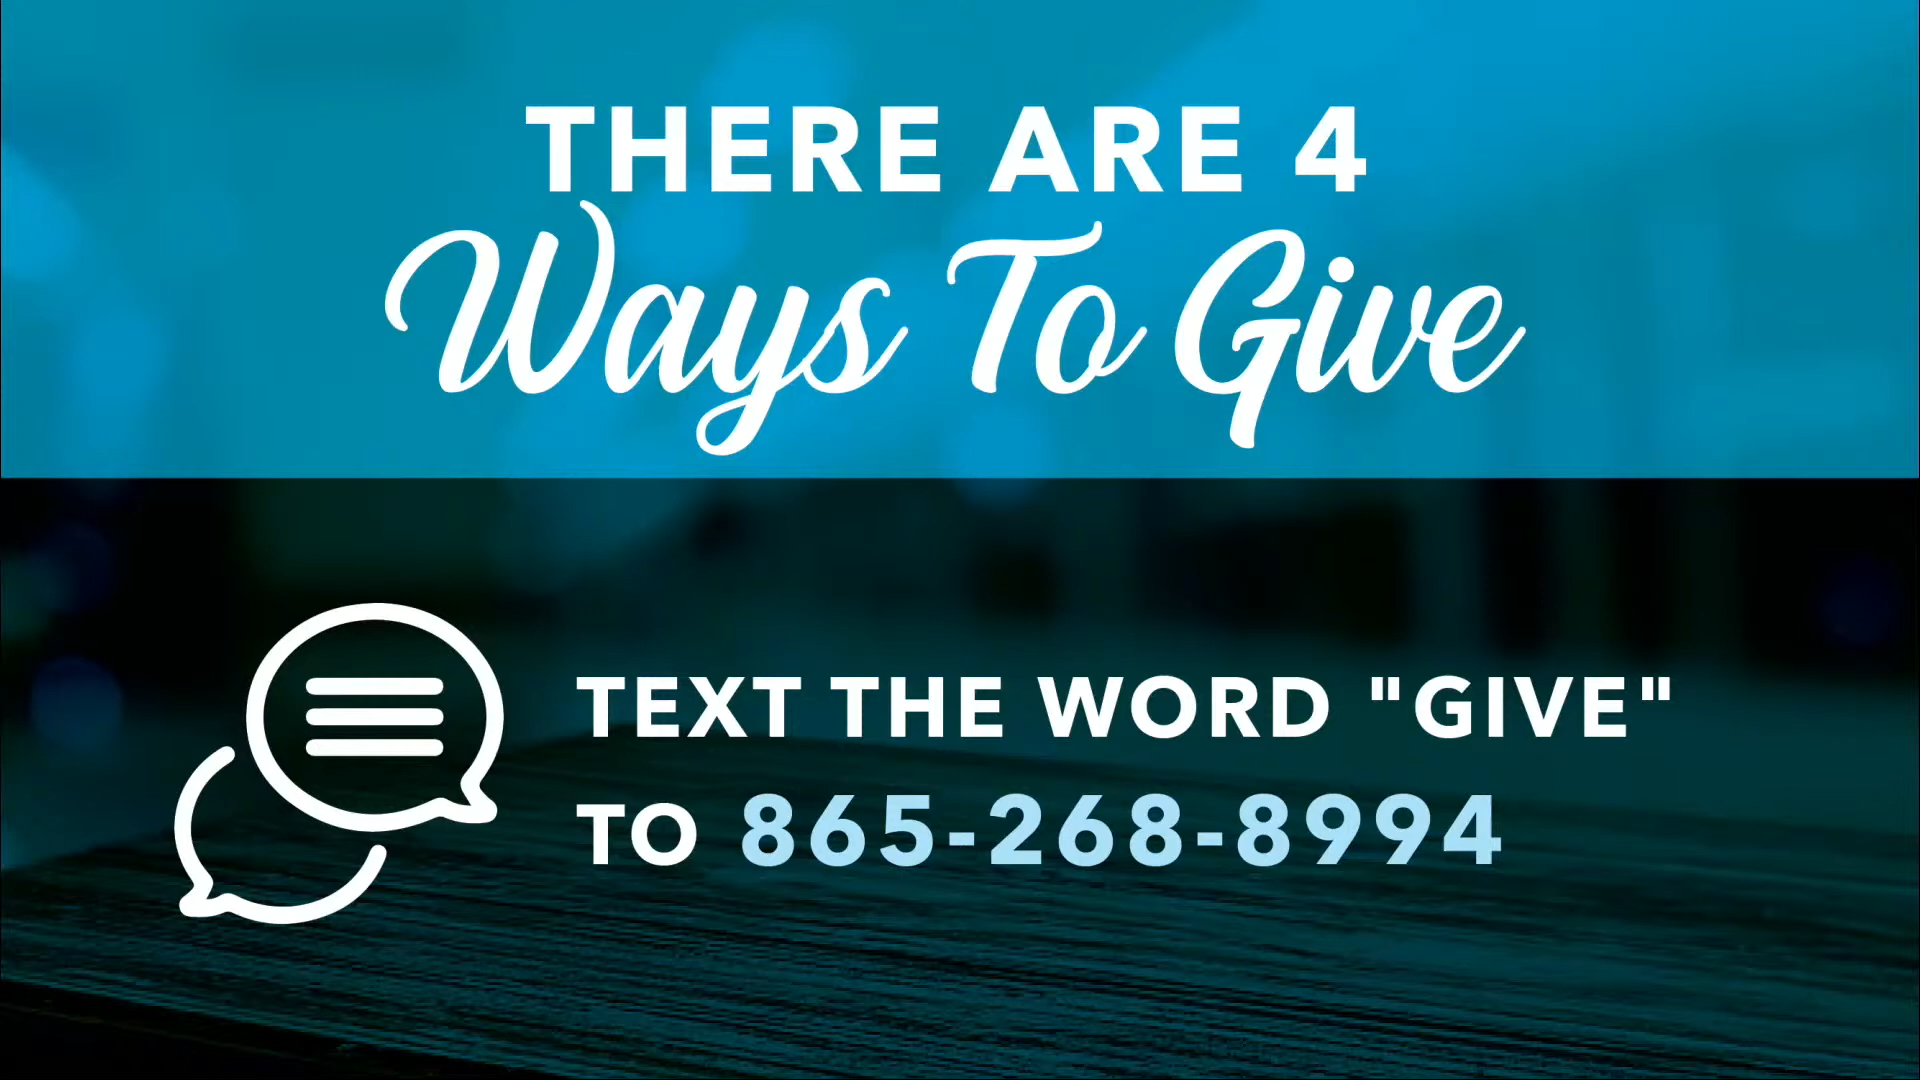 THERE ARE 4
Ways To Give
TEXT THE WORD "GIVE"
TO 865-268-8994